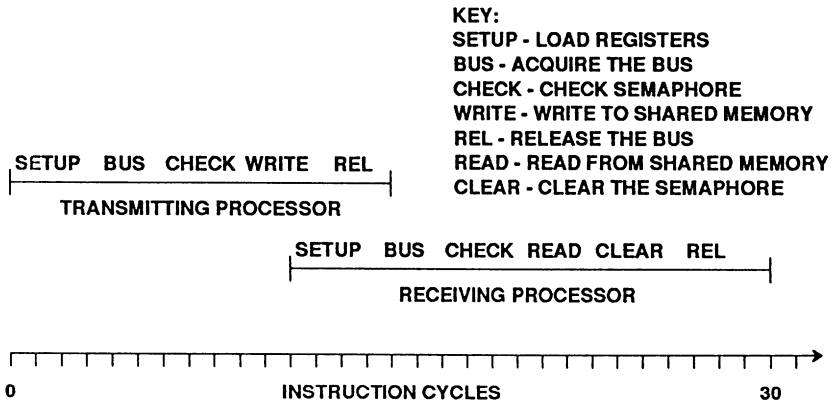 KEY:
SETUP - LOAD REGISTERS
BUS - ACQUIRE THE BUS
CHECK - CHECK SEMAPHORE
WRITE - WRITE TO SHARED MEMORY
REL - RELEASE THE BUS
READ - READ FROM SHARED MEMORY
CLEAR - CLEAR THE SEMAPHORE
SETUP BUS CHECK WRITE REL
TRANSMITTING PROCESSOR
SETUP BUS CHECK READ CLEAR REL
RECEIVING PROCESSOR
0 INSTRUCTION CYCLES 30